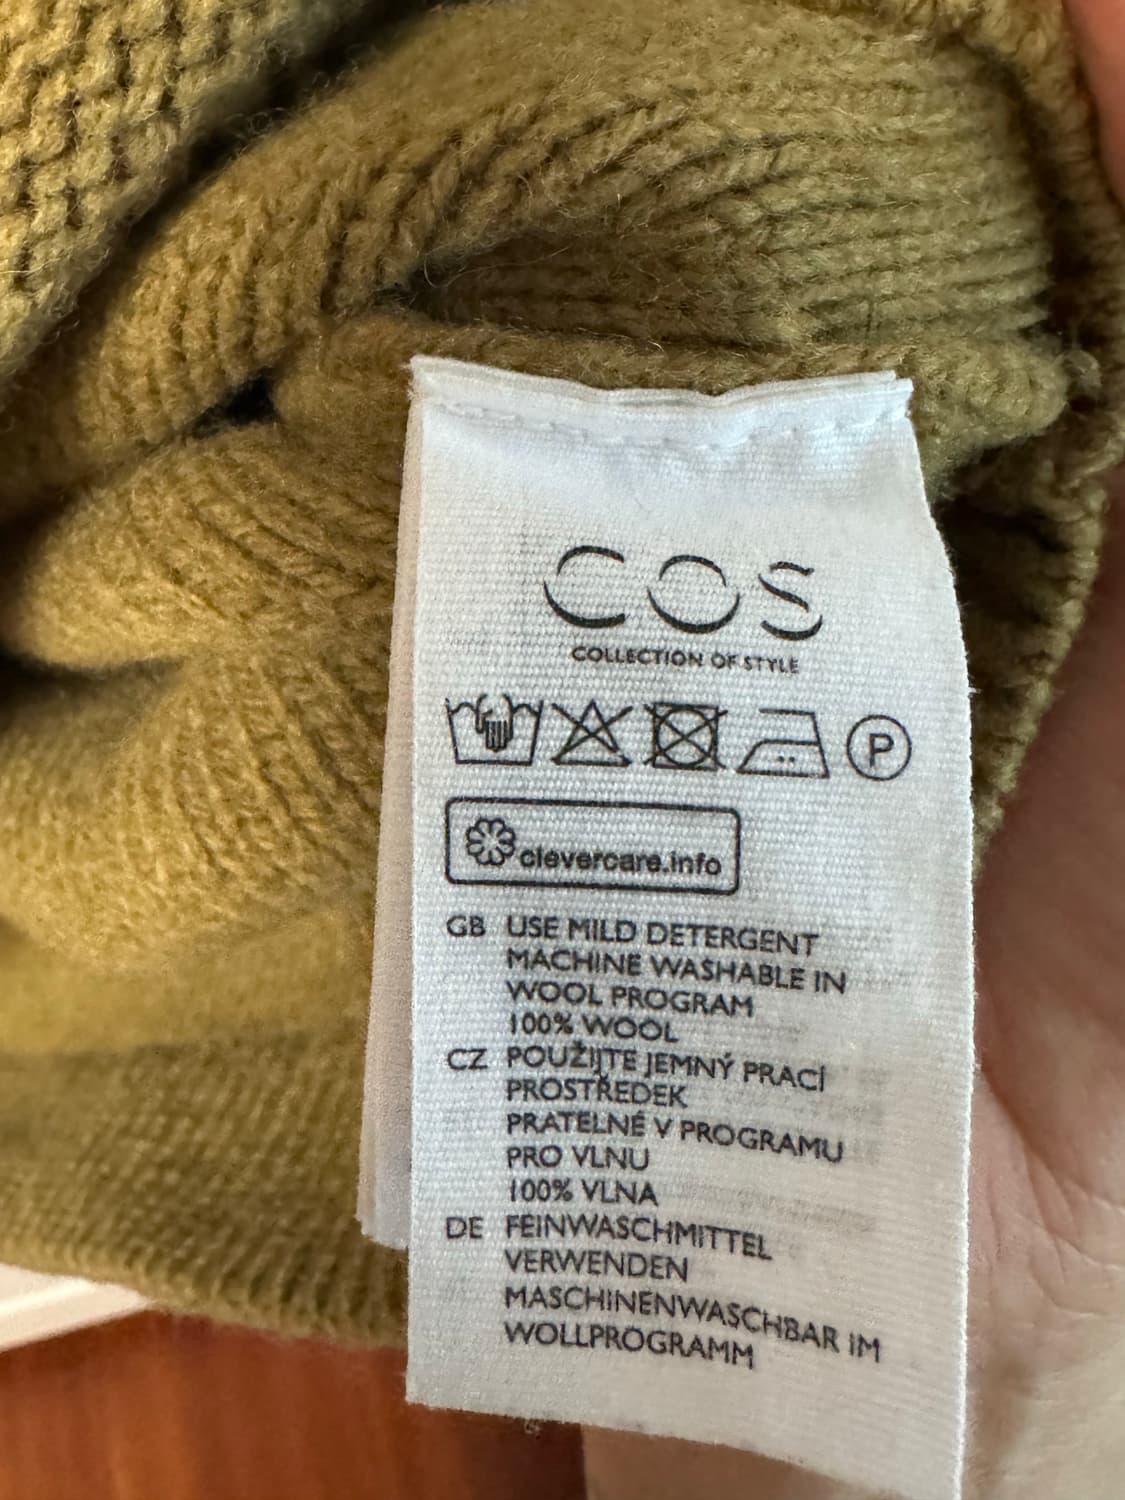 COS
COLLECTION OF STYLE
P
clevercare.info
GB USE MILD DETERGENT
MACHINE WASHABLE IN
WOOL PROGRAM
100% WOOL
CZ POUŽIJTE JEMNÝ PRACÍ
PROSTŘEDEK
PRATELNÉ V PROGRAMU
PRO VLNU
100% VLNA
DE FEINWASCHMITTEL
VERWENDEN
MASCHINENWASCHBAR IM
WOLLPROGRAMM